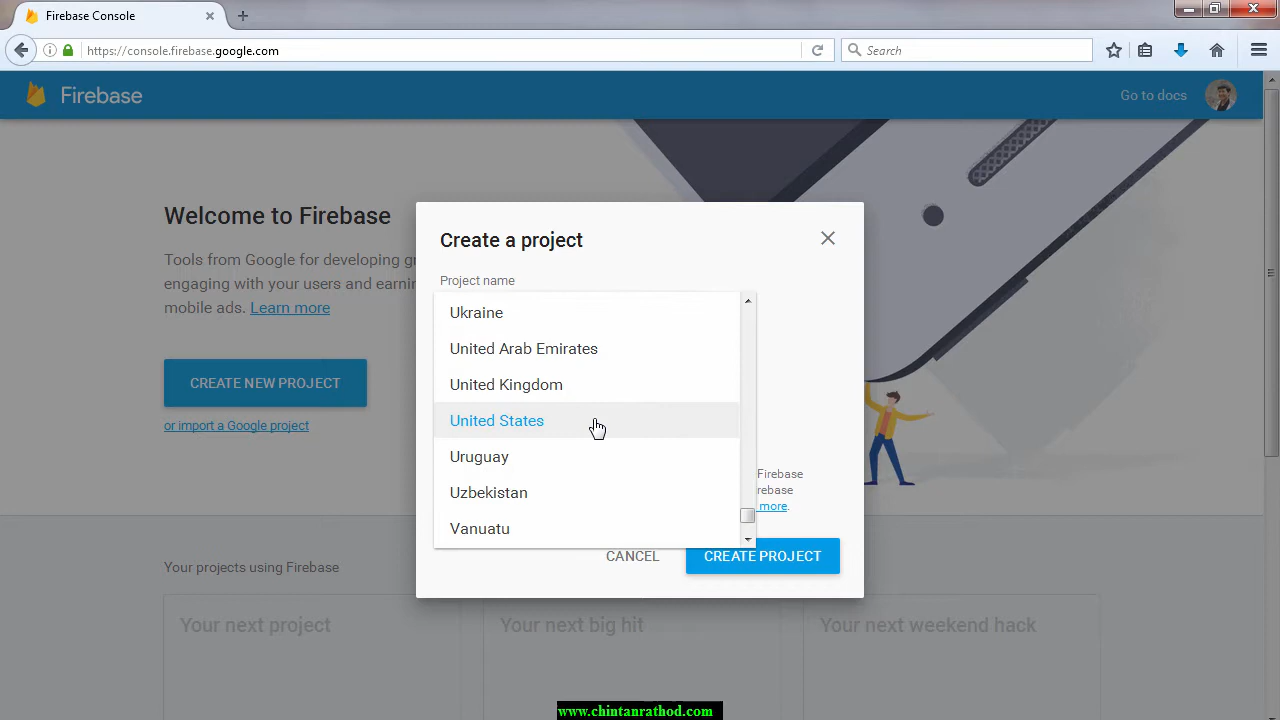 Firebase Console
https://console.firebase.google.com
Search
Firebase
Go to docs
Welcome to Firebase
Tools from Google for developing gr
engaging with your users and earnin
mobile ads. Learn more
CREATE NEW PROJECT
or import a Google project
Create a project
Project name
Ukraine
United Arab Emirates
United Kingdom
United States
Uruguay
Uzbekistan
Vanuatu
Firebase
rebase
more.
CANCEL
CREATE PROJECT
Your projects using Firebase
Your next project
Your next big hit
Your next weekend hack
www.chintanrathod.com